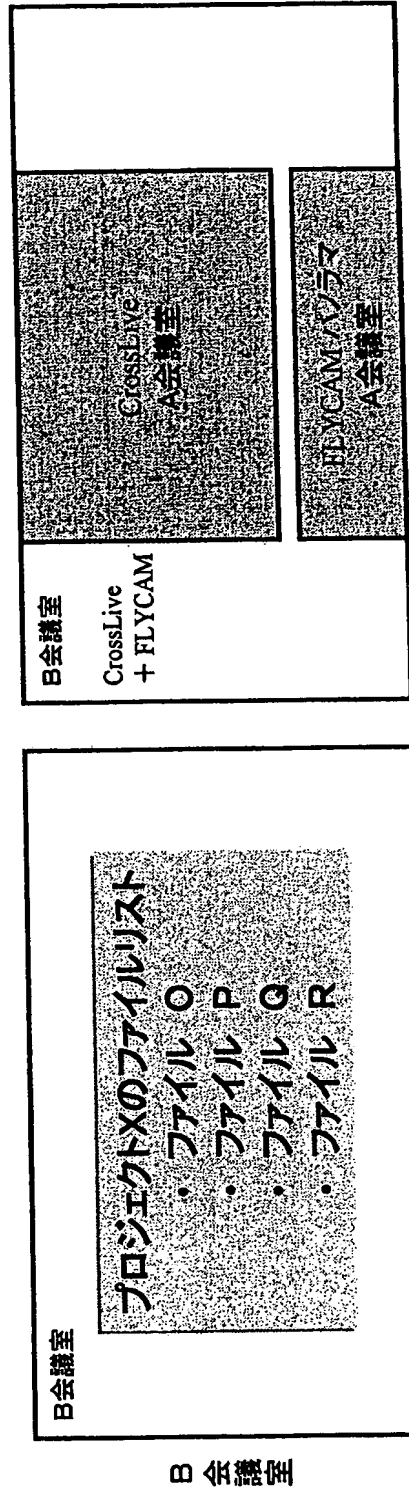 B会議室
B会議室
プロジェクトXのファイルリスト
・ファイル O
・ファイル P
・ファイル Q
・ファイル R
B会議室
CrossLive
+ FLYCAM
CrossLive
A会議室
FLYCAM パノラマ
A会議室